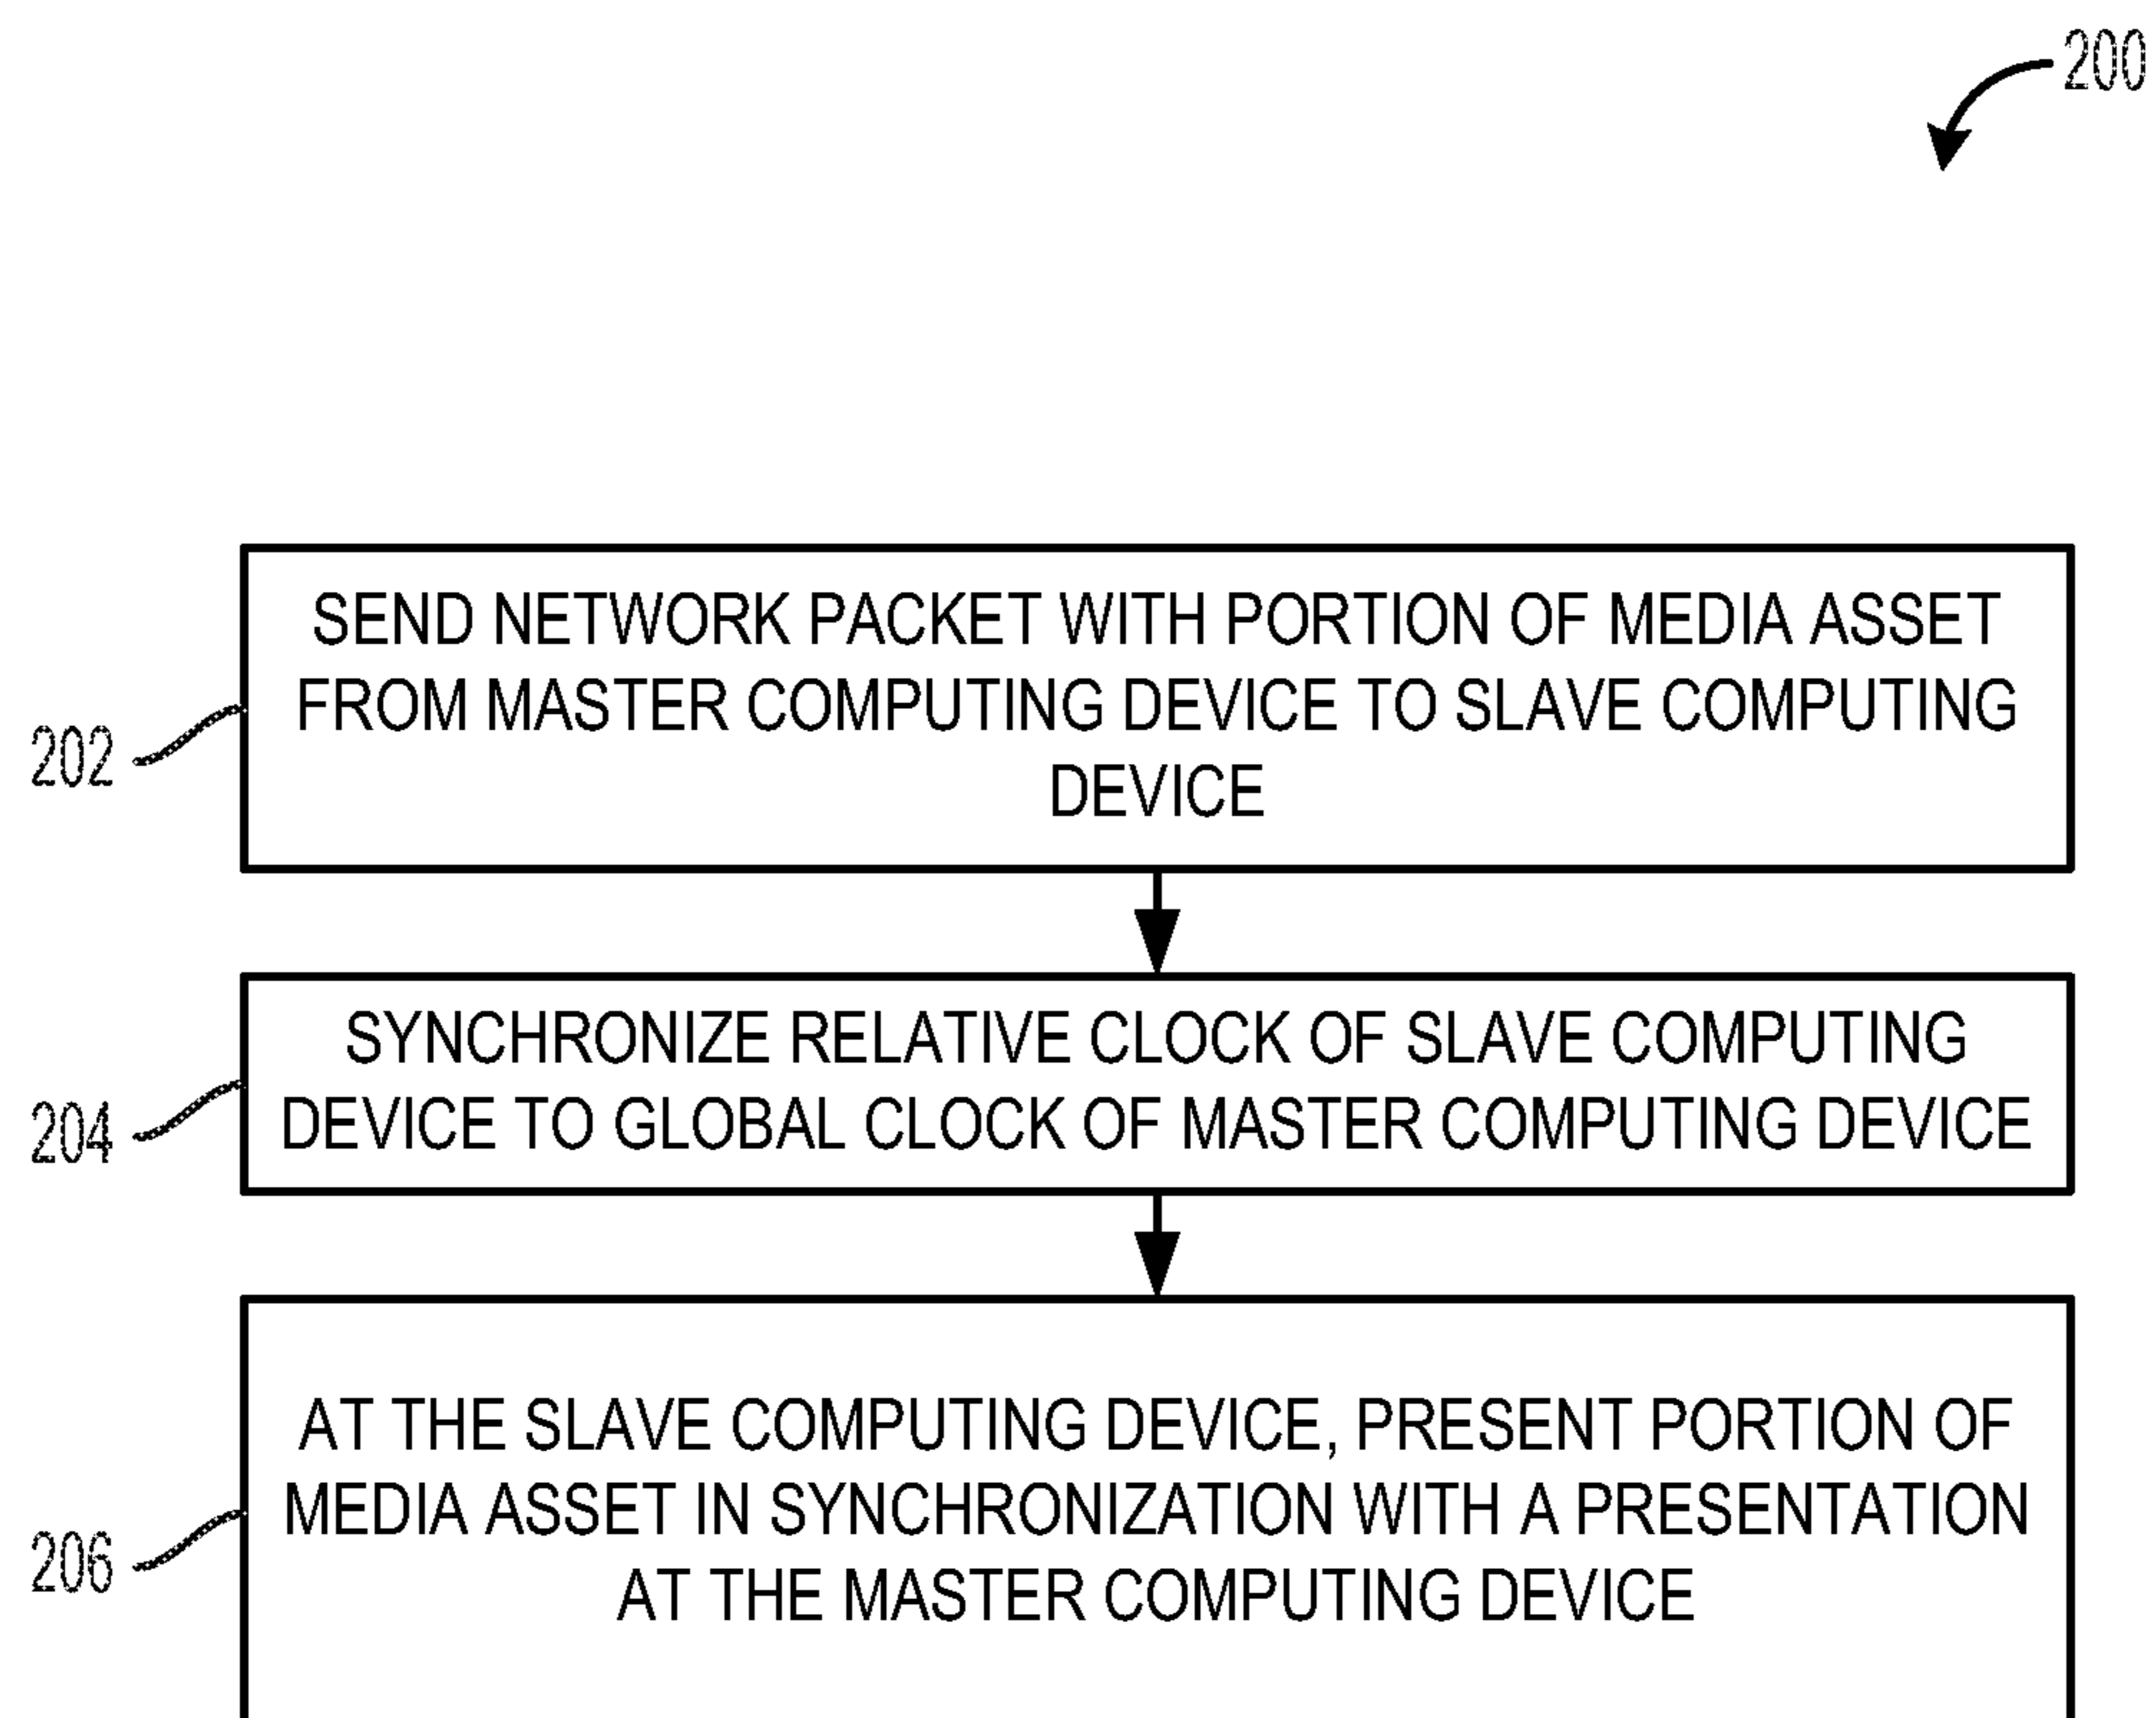 200
SEND NETWORK PACKET WITH PORTION OF MEDIA ASSET
FROM MASTER COMPUTING DEVICE TO SLAVE COMPUTING
DEVICE
202
SYNCHRONIZE RELATIVE CLOCK OF SLAVE COMPUTING
DEVICE TO GLOBAL CLOCK OF MASTER COMPUTING DEVICE
204
AT THE SLAVE COMPUTING DEVICE, PRESENT PORTION OF
MEDIA ASSET IN SYNCHRONIZATION WITH A PRESENTATION
AT THE MASTER COMPUTING DEVICE
206